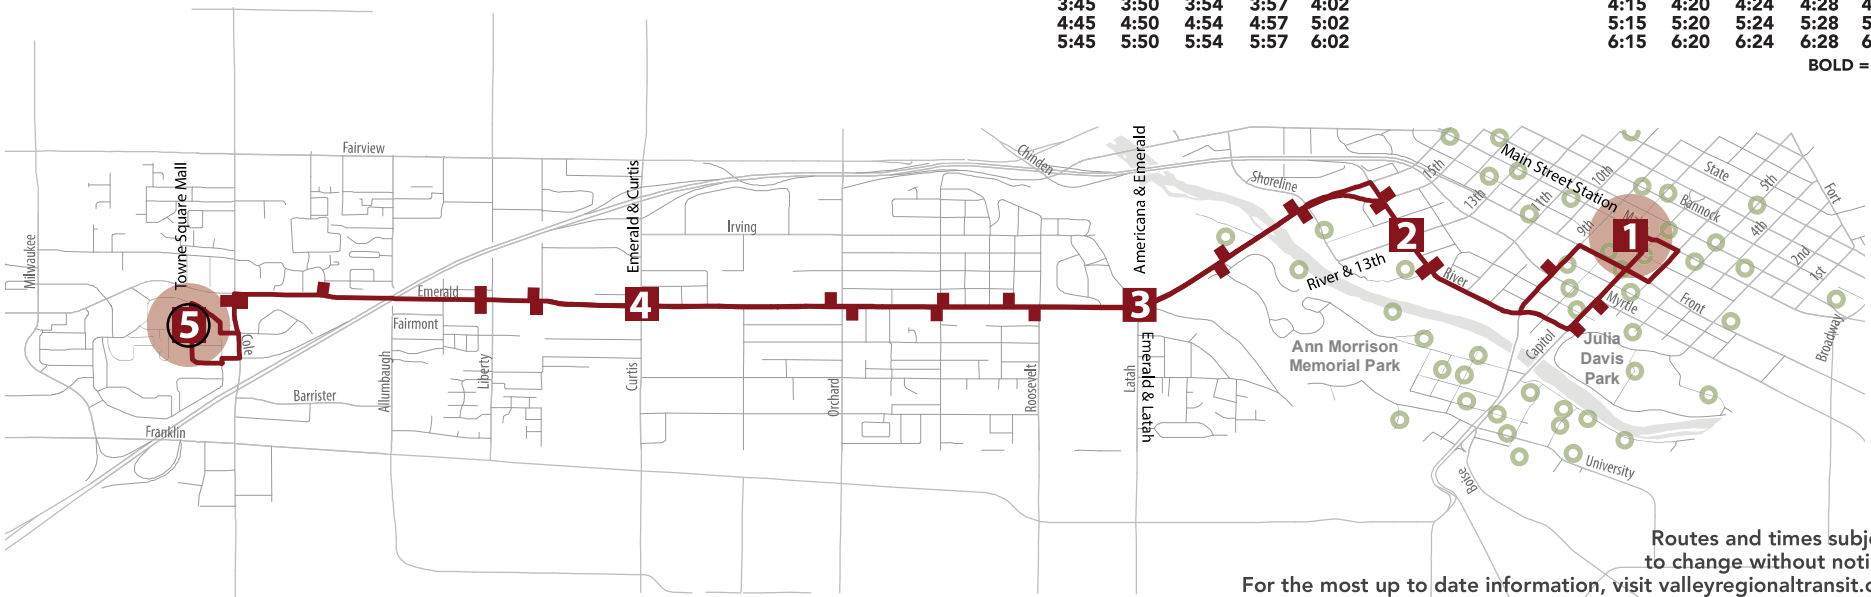 3:45 3:50 3:54 3:57 4:02
4:45 4:50 4:54 4:57 5:02
5:45 5:50 5:54 5:57 6:02
4:15 4:20 4:24 4:28
5:15 5:20 5:24 5:28
6:15 6:20 6:24 6:28
BOLD =
Fairview
Milwaukee
Towne Square Mall
5
Cole
Emerald
Fairmont
Barrister
Franklin
Allumbaugh
Liberty
Emerald & Curtis
4
Curtis
Irving
Orchard
Roosevelt
Chinden
Americana & Emerald
3
Latah
Emerald & Latah
Shoreline
2
River & 13th
River
Ann Morrison
Memorial Park
15th
13th
11th
10th
9th
Main Street Station
1
State
Bannock
5th
4th
2nd
1st
Fort
Front
Myrtle
Capitol
Julia
Davis
Park
Broadway
University
Boise
Routes and times
to change without
For the most up to date information, visit